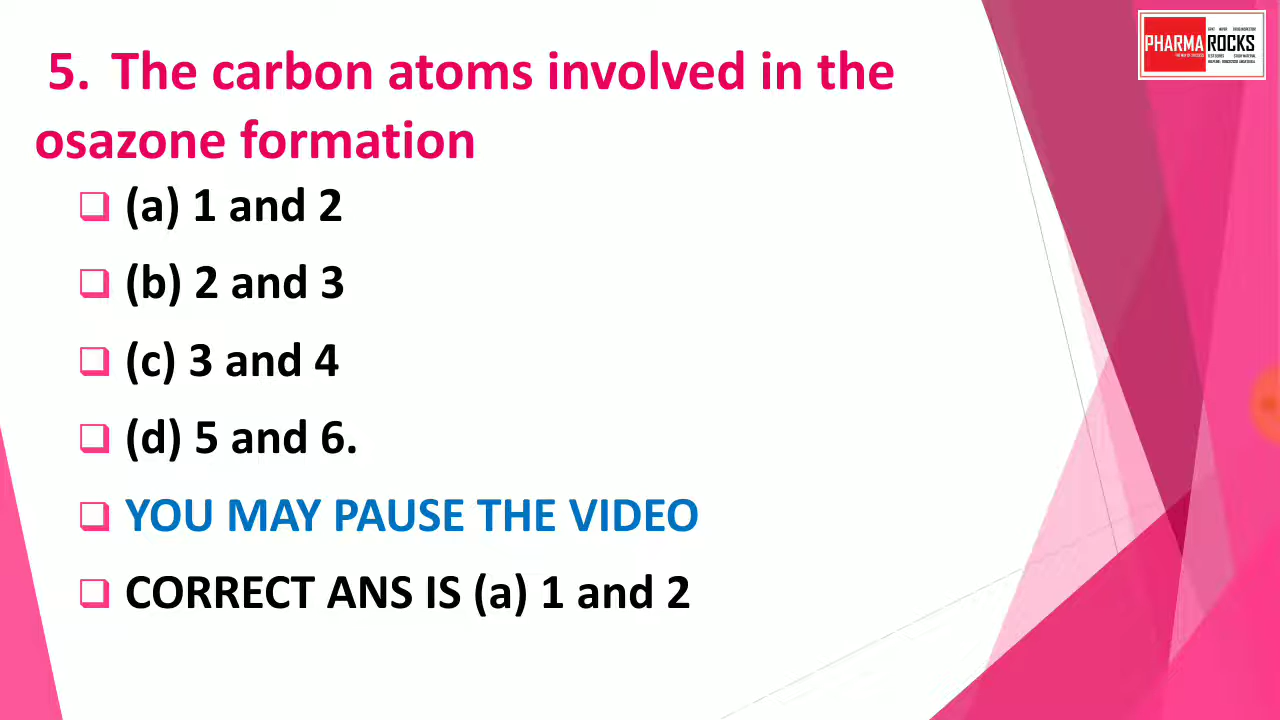 5. The carbon atoms involved in the
osazone formation
(a) 1 and 2
(b) 2 and 3
(c) 3 and 4
(d) 5 and 6.
YOU MAY PAUSE THE VIDEO
CORRECT ANS IS (a) 1 and 2
PHARMA ROCKS